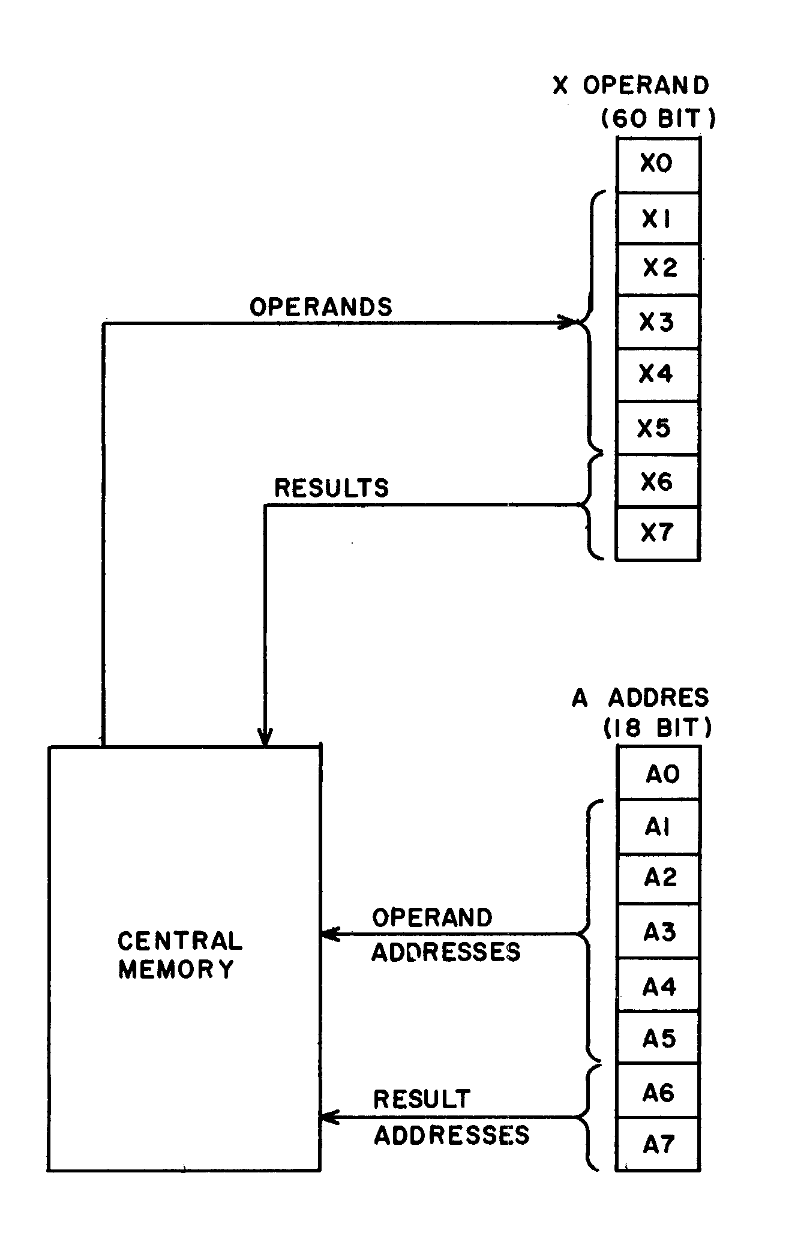 X OPERAND
(60 BIT)
X0
X1
X2
OPERANDS
X3
X4
X5
X6
RESULTS
X7
A ADDRES
(18 BIT)
A0
A1
A2
OPERAND
ADDRESSES
A3
CENTRAL
MEMORY
A4
A5
A6
RESULT
ADDRESSES
A7